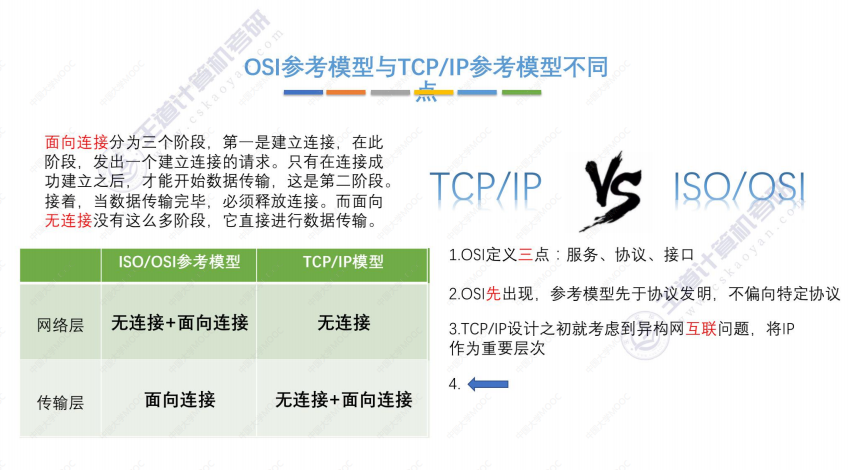 OSI参考模型与TCP/IP参考模型不同
点
面向连接分为三个阶段，第一是建立连接，在此
阶段，发出一个建立连接的请求。只有在连接成
功建立之后，才能开始数据传输，这是第二阶段。
接着，当数据传输完毕，必须释放连接。而面向
无连接没有这么多阶段，它直接进行数据传输。
TCP/IP VS ISO/OSI
ISO/OSI参考模型 TCP/IP模型
网络层 无连接+面向连接 无连接
传输层 面向连接 无连接+面向连接
1.OSI定义三点：服务、协议、接口
2.OSI先出现，参考模型先于协议发明，不偏向特定协议
3.TCP/IP设计之初就考虑到异构网互联问题，将IP
作为重要层次
4.
王道计算机考研
cskaoyan.com
王道计算机考研
cskaoyan.com